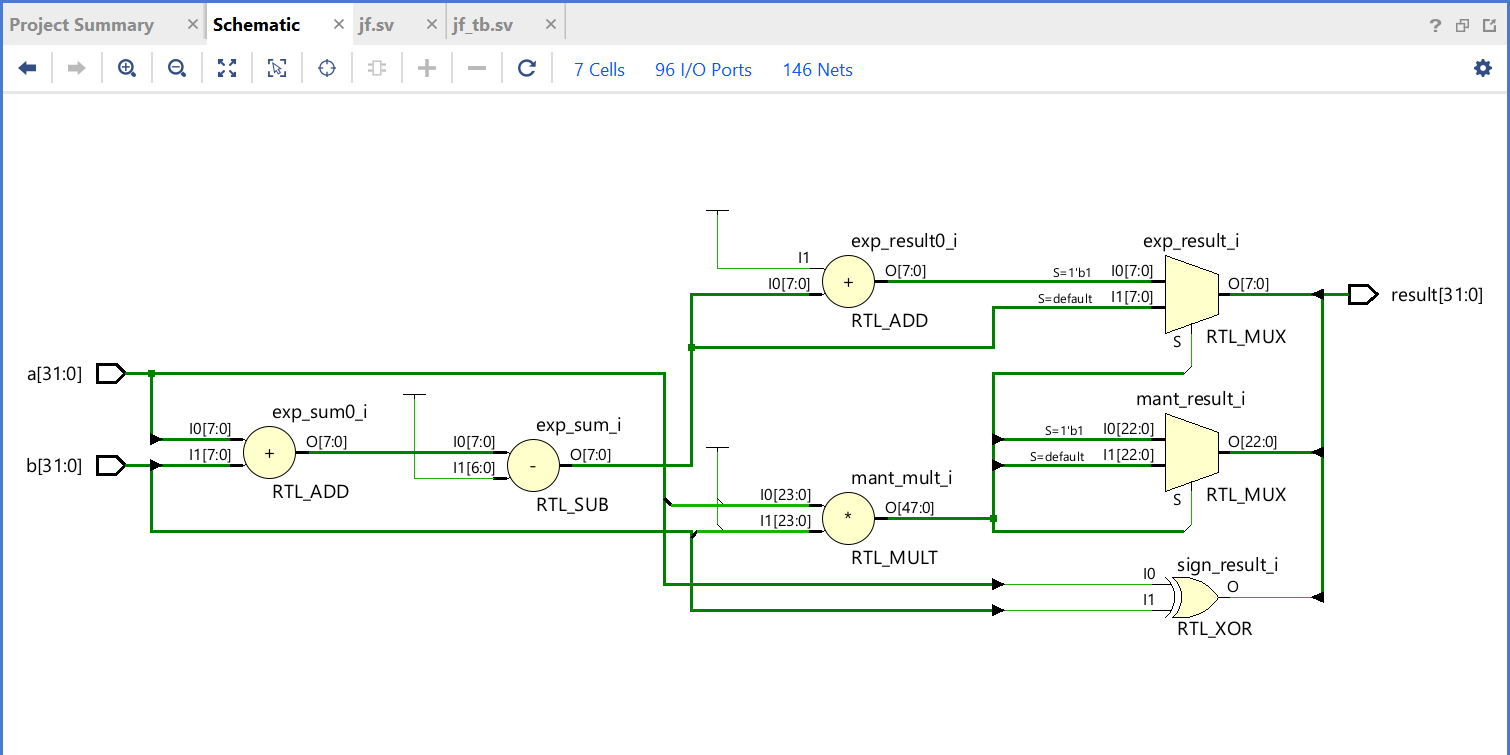 Project Summary × Schematic × jf.sv × jf_tb.sv × ?
7 Cells 96 I/O Ports 146 Nets
exp_result0_i
I1
I0[7:0]
+
O[7:0]
RTL_ADD
exp_result_i
S=1'b1 I0[7:0]
S=default I1[7:0]
O[7:0]
S
RTL_MUX
result[31:0]
a[31:0]
b[31:0]
exp_sum0_i
I0[7:0]
I1[7:0]
+
O[7:0]
RTL_ADD
exp_sum_i
I0[7:0]
I1[6:0]
-
O[7:0]
RTL_SUB
mant_mult_i
I0[23:0]
I1[23:0]
*
O[47:0]
RTL_MULT
mant_result_i
S=1'b1 I0[22:0]
S=default I1[22:0]
O[22:0]
S
RTL_MUX
sign_result_i
I0
I1
O
RTL_XOR